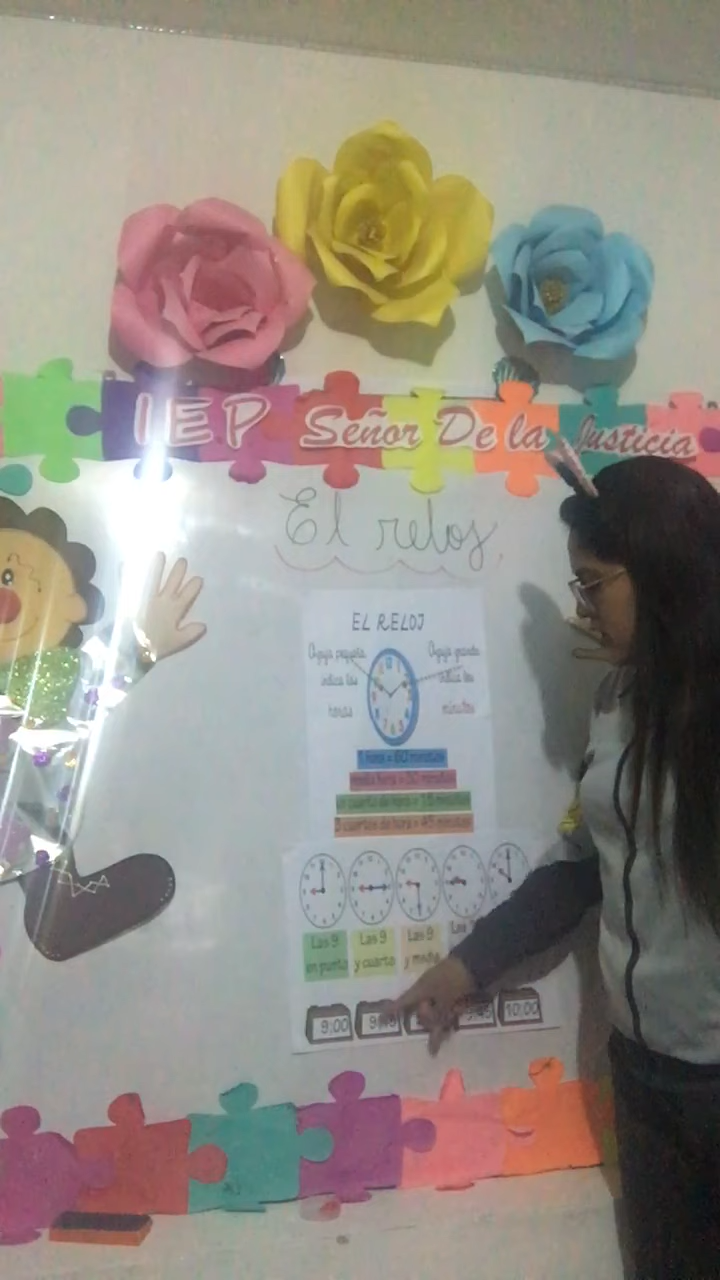 IEP Señor De la Justicia
El reloj
EL RELOJ
Aguja pequeña
indica las
horas
Aguja grande
indica los
minutos
1 hora = 60 minutos
media hora = 30 minutos
un cuarto de hora = 15 minutos
3 cuartos de hora = 45 minutos
Las 9
en punto
Las 9
y cuarto
Las 9
y media
Las
9:00
9:45
10:00